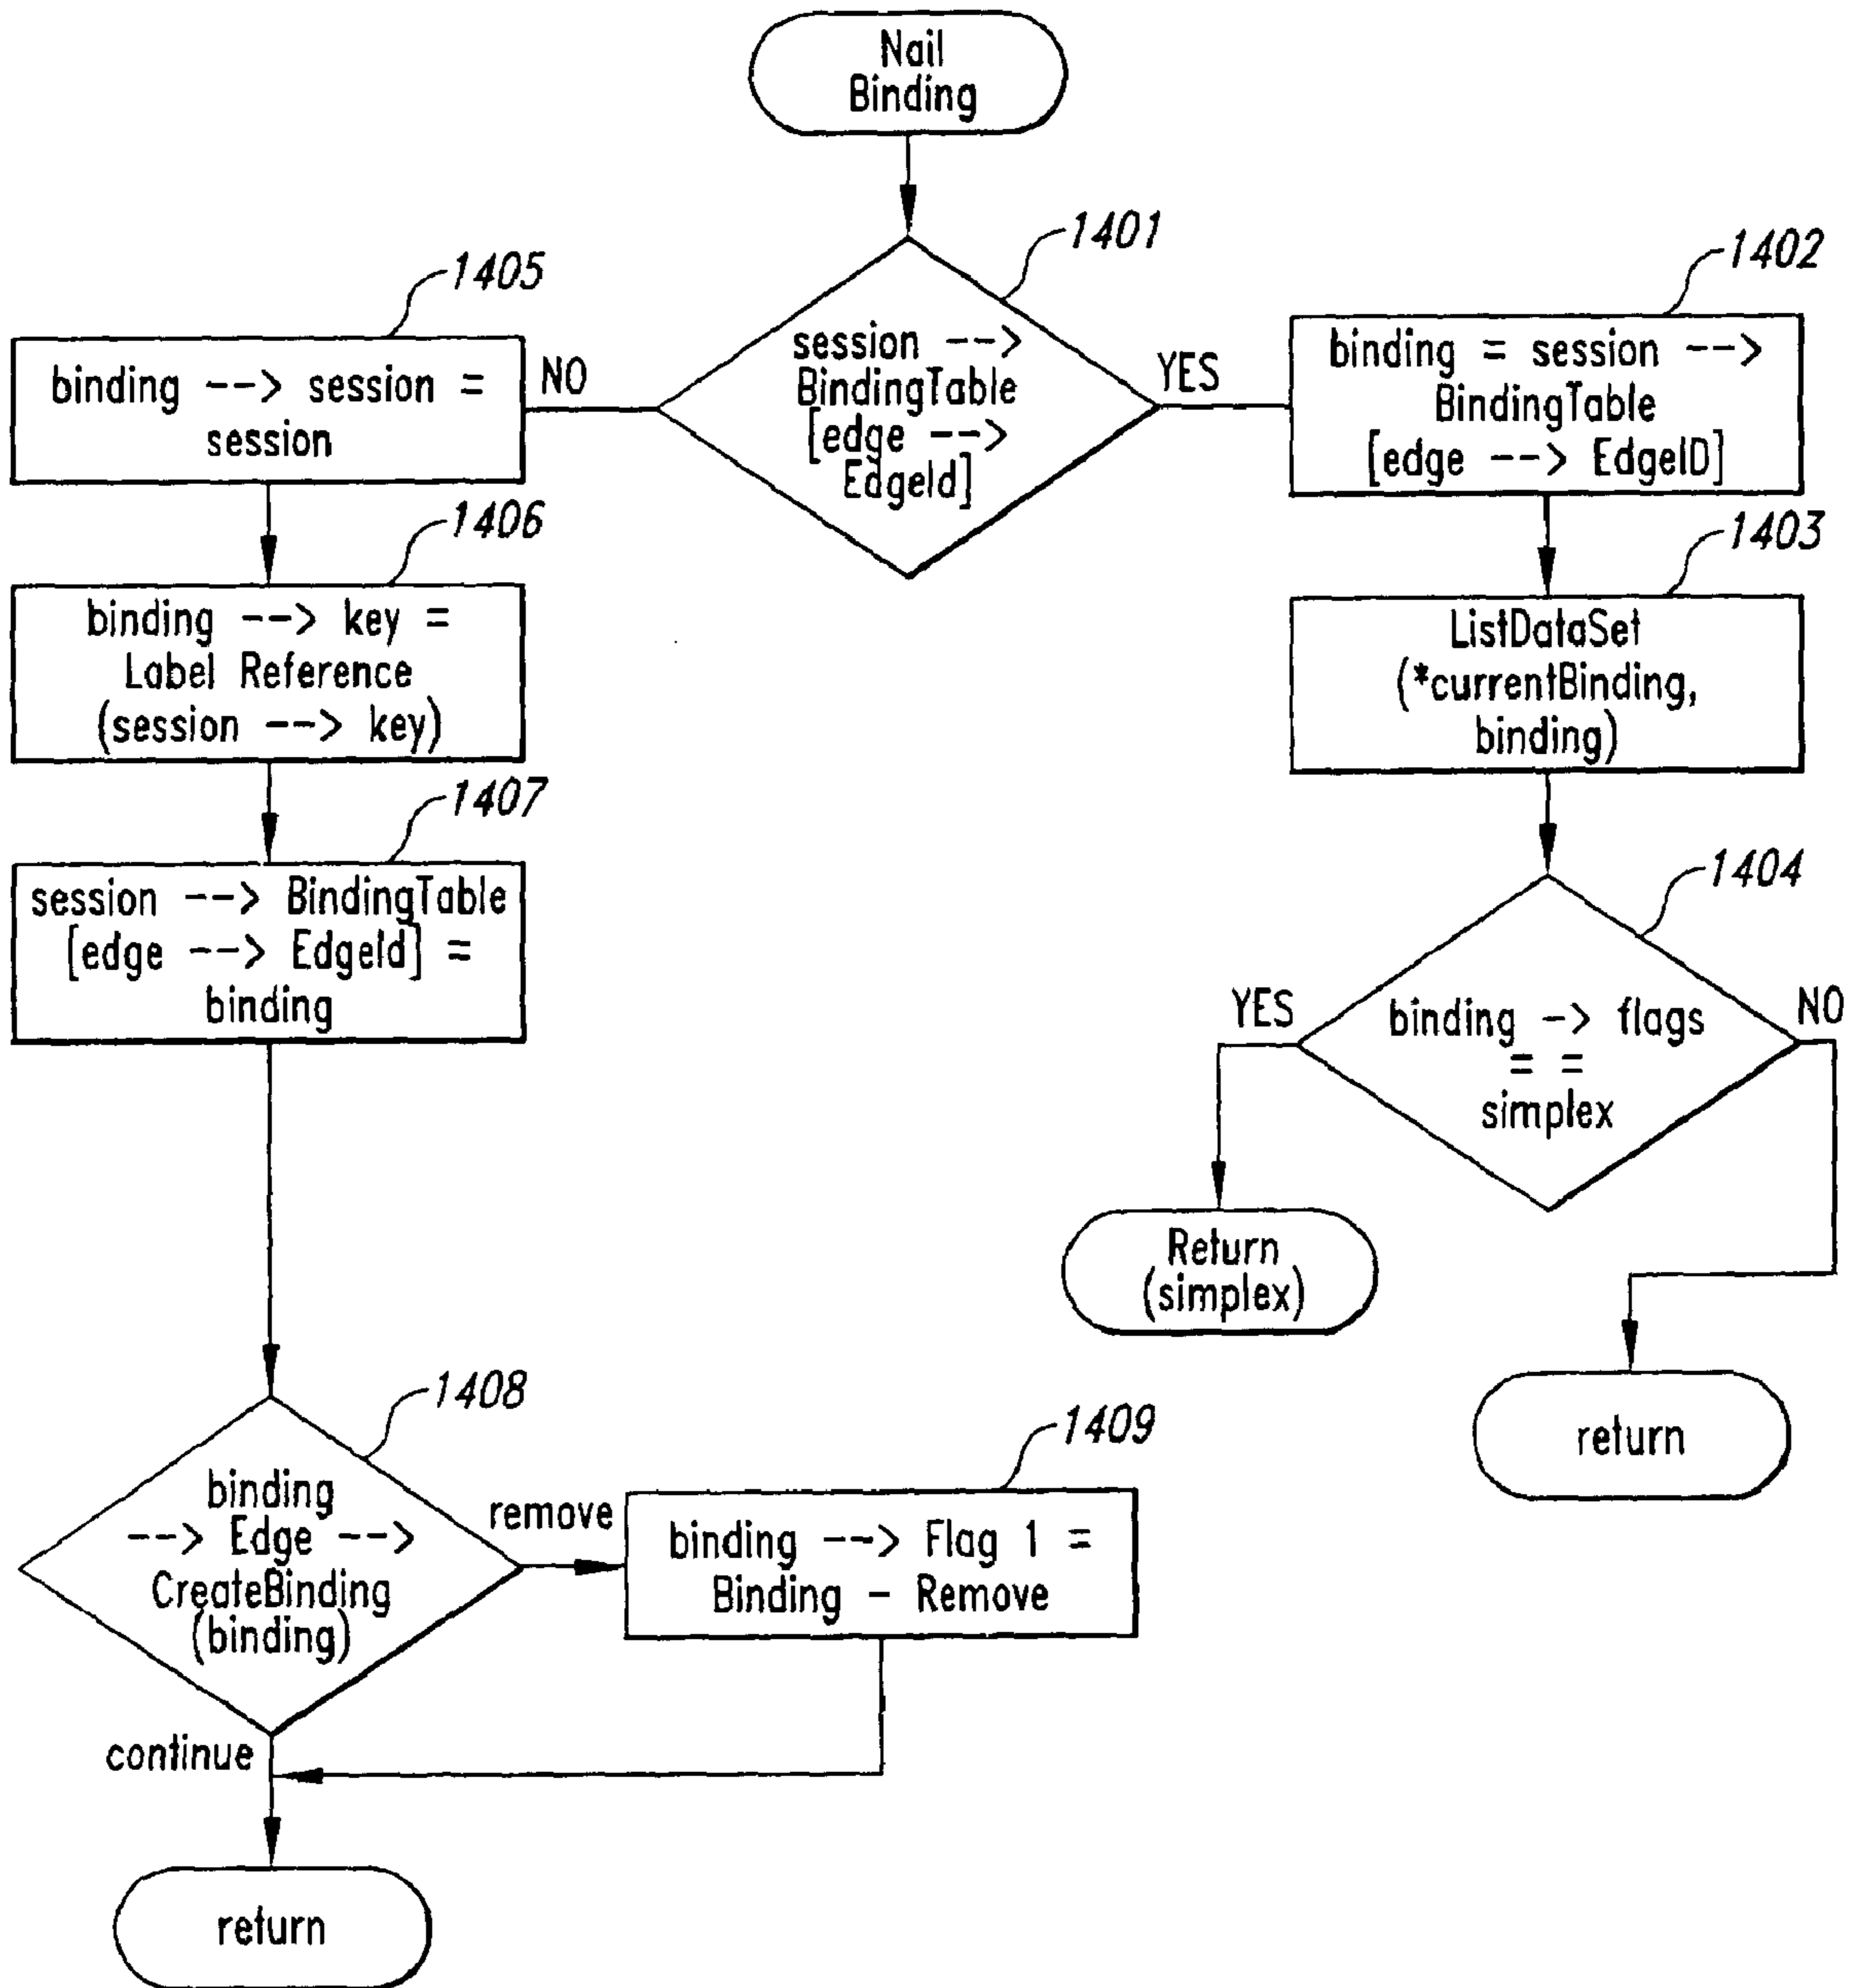 Nail
Binding
1401
session -->
BindingTable
[edge -->
EdgeId]
YES
NO
1402
binding = session -->
BindingTable
[edge --> EdgeID]
1403
ListDataSet
(*currentBinding,
binding)
1404
binding -> flags
= =
simplex
YES
NO
Return
(simplex)
return
1405
binding --> session =
session
1406
binding --> key =
Label Reference
(session --> key)
1407
session --> BindingTable
[edge --> EdgeId] =
binding
1408
binding
--> Edge -->
CreateBinding
(binding)
remove
continue
1409
binding --> Flag 1 =
Binding - Remove
return